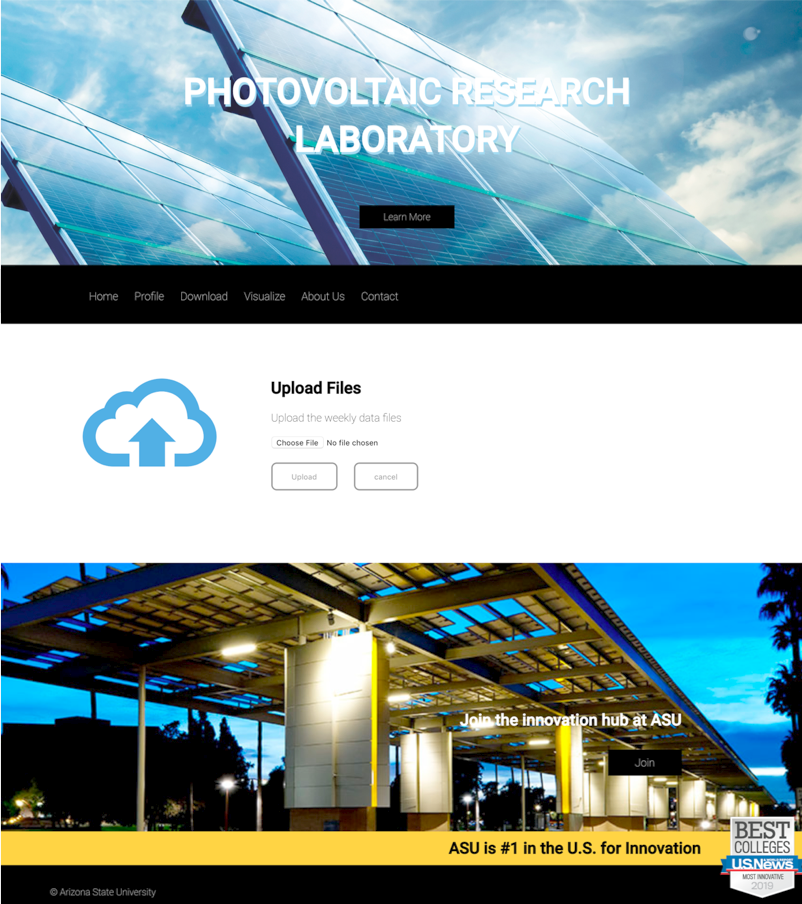 PHOTOVOLTAIC RESEARCH
LABORATORY
Learn More
Home Profile Download Visualize About Us Contact
Upload Files
Upload the weekly data files
Choose File No file chosen
Upload cancel
Join the innovation hub at ASU
Join
ASU is #1 in the U.S. for Innovation
BEST
COLLEGES
U.S.News
MOST INNOVATIVE
2019
© Arizona State University